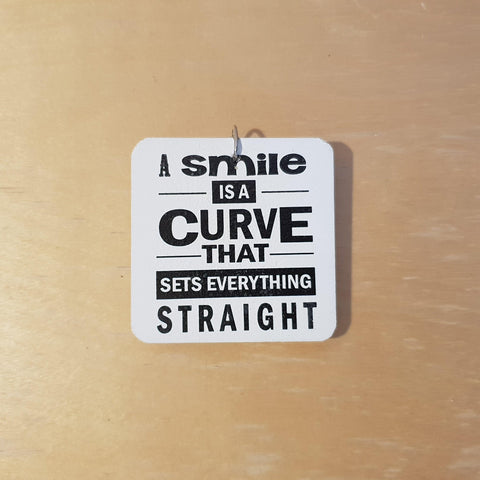 A smile
IS A
CURVE
THAT
SETS EVERYTHING
STRAIGHT